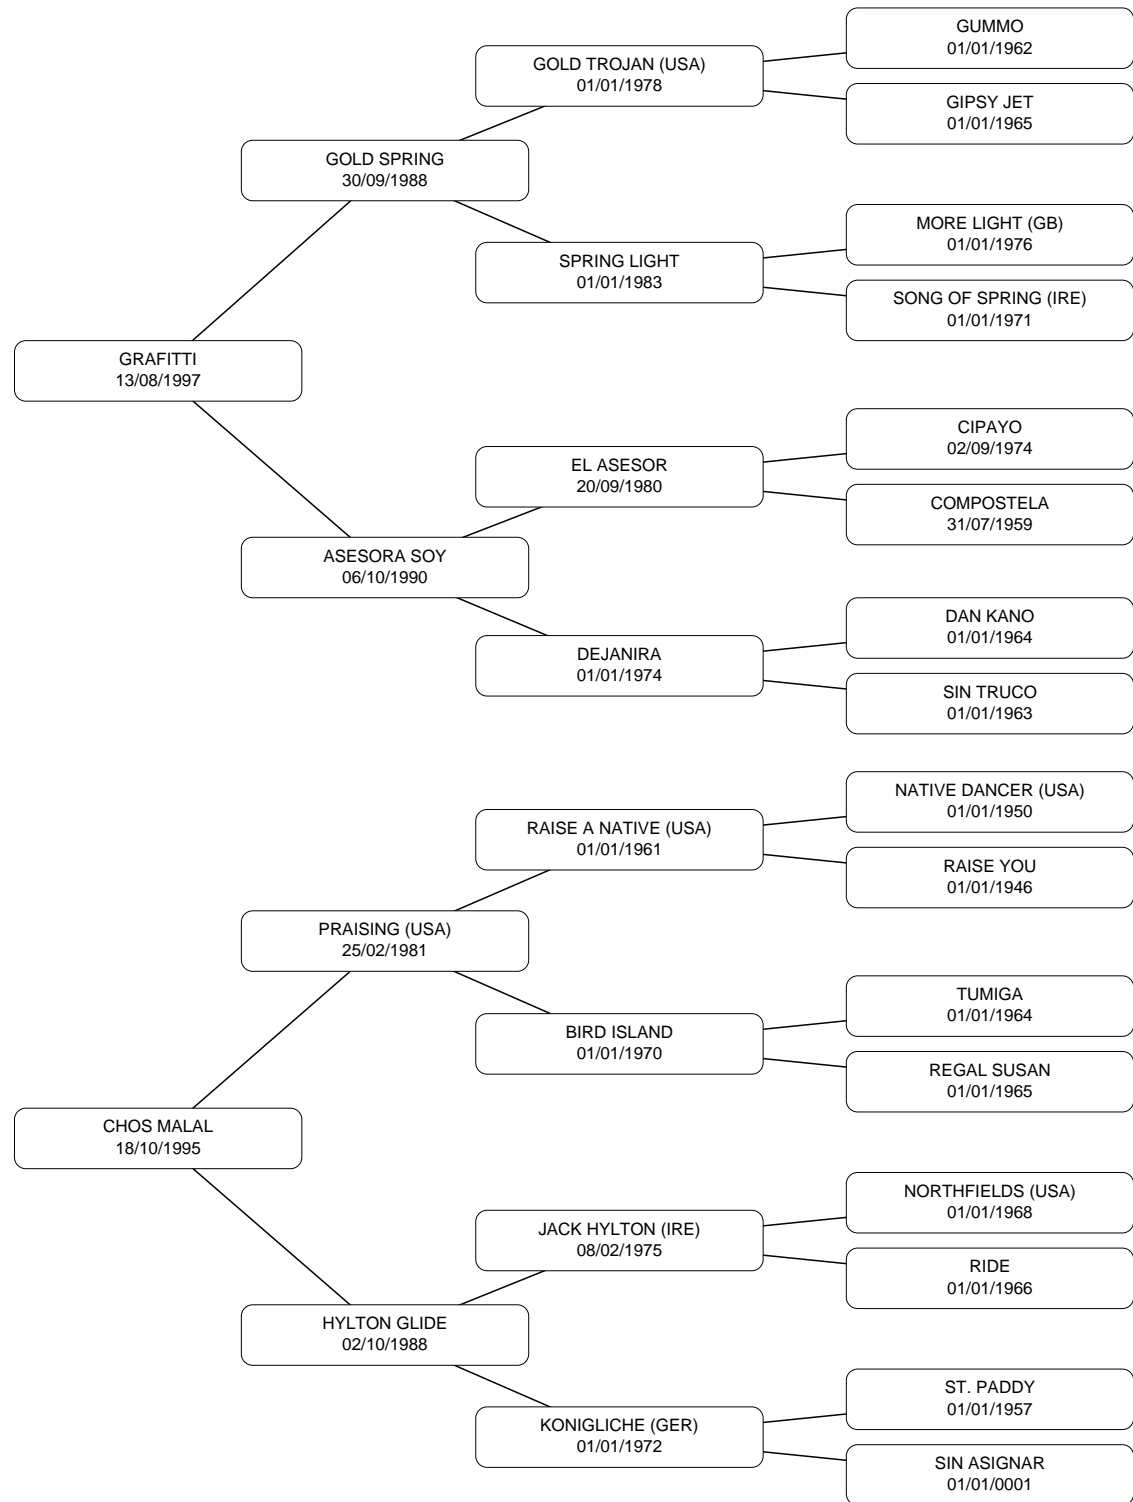 GUMMO
01/01/1962
GOLD TROJAN (USA)
01/01/1978
GIPSY JET
01/01/1965
GOLD SPRING
30/09/1988
MORE LIGHT (GB)
01/01/1976
SPRING LIGHT
01/01/1983
SONG OF SPRING (IRE)
01/01/1971
GRAFITTI
13/08/1997
CIPAYO
02/09/1974
EL ASESOR
20/09/1980
COMPOSTELA
31/07/1959
ASESORA SOY
06/10/1990
DAN KANO
01/01/1964
DEJANIRA
01/01/1974
SIN TRUCO
01/01/1963
NATIVE DANCER (USA)
01/01/1950
RAISE A NATIVE (USA)
01/01/1961
RAISE YOU
01/01/1946
PRAISING (USA)
25/02/1981
TUMIGA
01/01/1964
BIRD ISLAND
01/01/1970
REGAL SUSAN
01/01/1965
CHOS MALAL
18/10/1995
NORTHFIELDS (USA)
01/01/1968
JACK HYLTON (IRE)
08/02/1975
RIDE
01/01/1966
HYLTON GLIDE
02/10/1988
ST. PADDY
01/01/1957
KONIGLICHE (GER)
01/01/1972
SIN ASIGNAR
01/01/0001